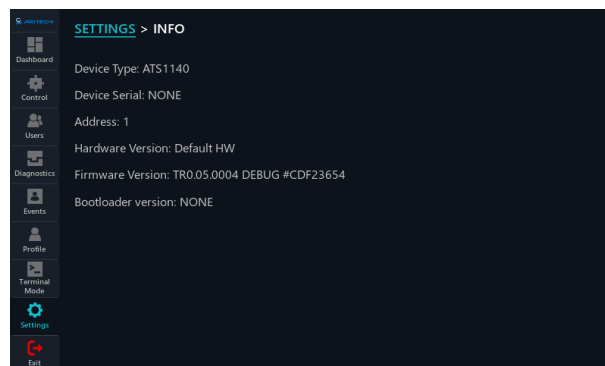 SETTINGS > INFO
Device Type: ATS1140
Device Serial: NONE
Address: 1
Hardware Version: Default HW
Firmware Version: TR0.05.0004 DEBUG #CDF23654
Bootloader version: NONE
Dashboard
Control
Users
Diagnostics
Events
Profile
Terminal
Mode
Settings
Exit